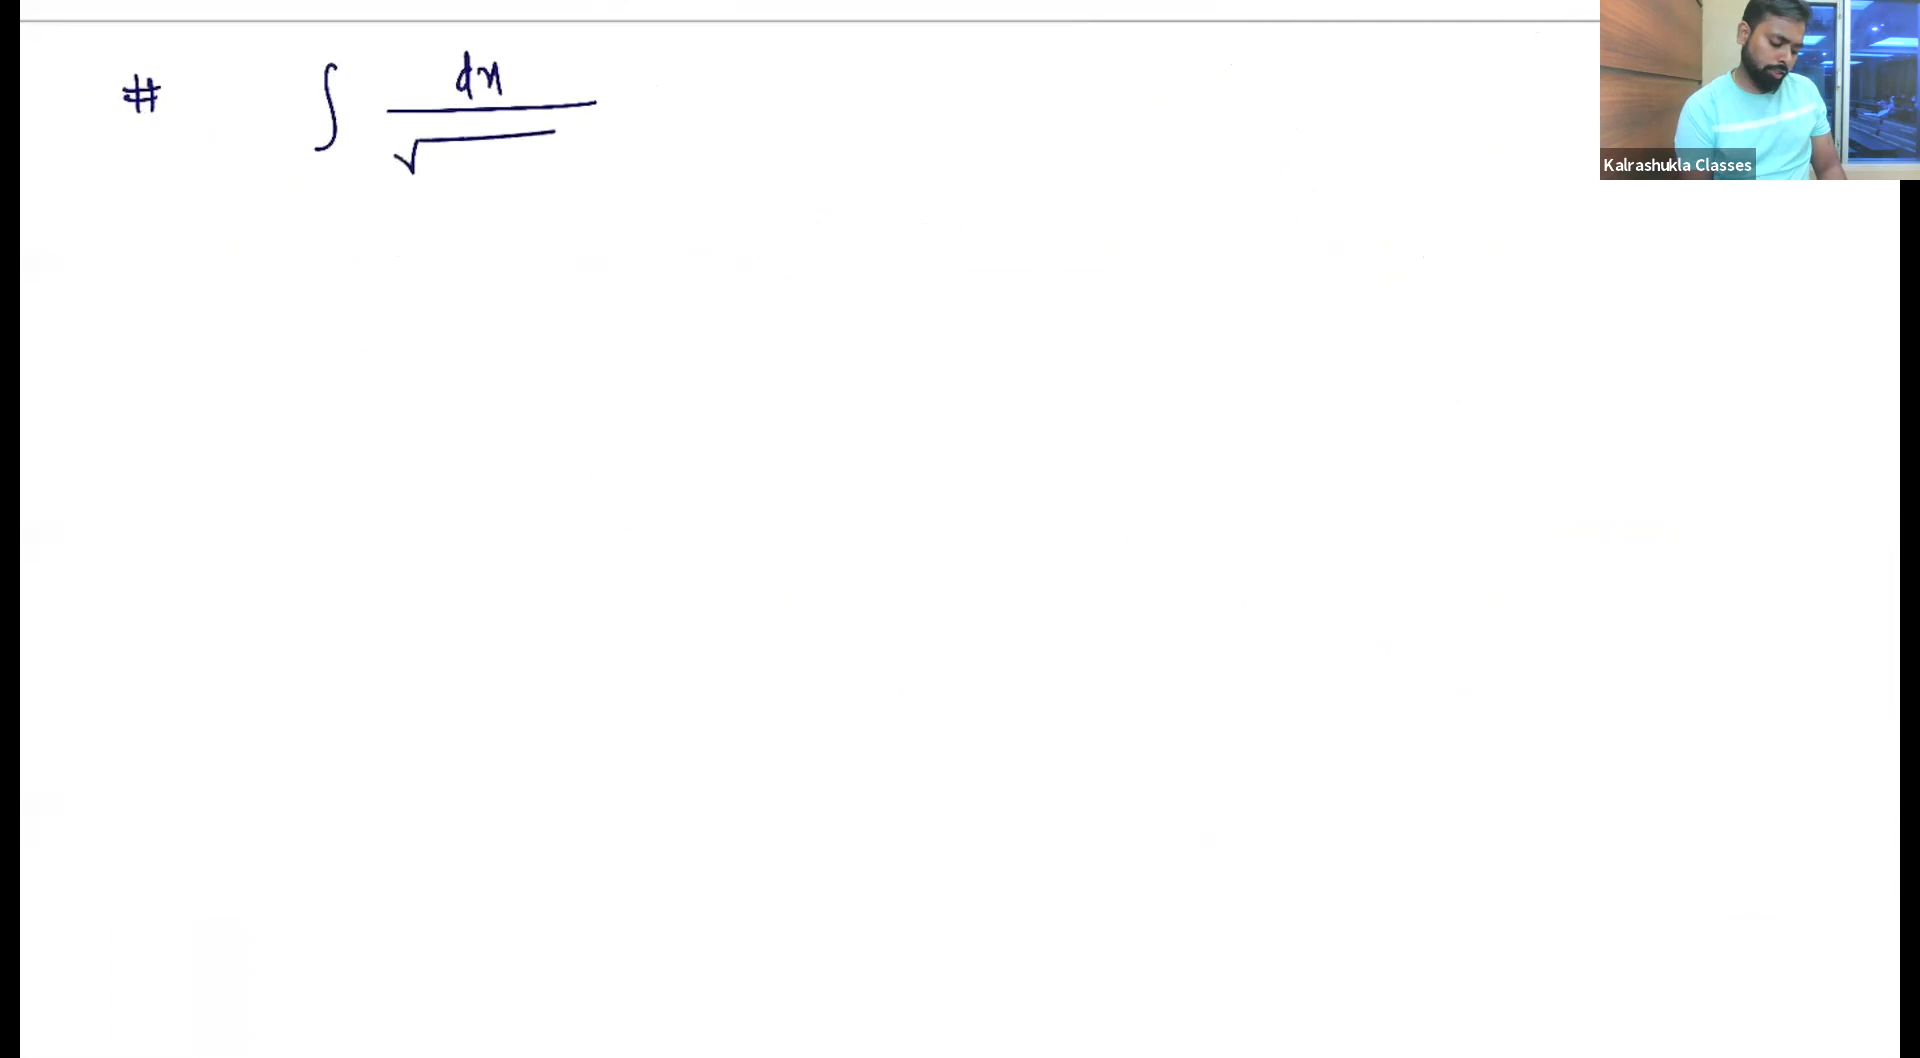 # ∫ dx / √
Kalrashukla Classes